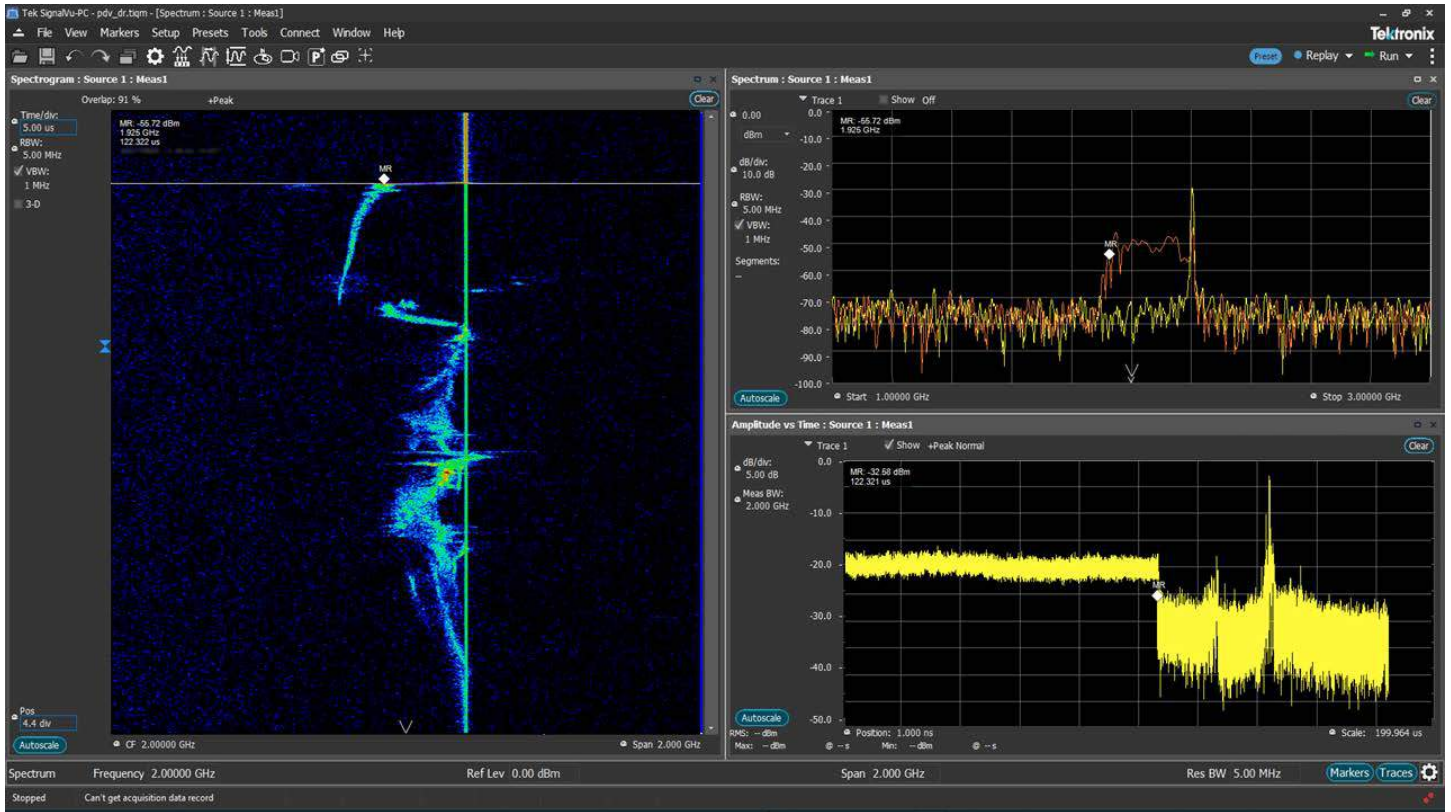 Tek SignalVu-PC - pdv_dr.tiqm - [Spectrum : Source 1 : Meas1]
File View Markers Setup Presets Tools Connect Window Help
Tektronix
Preset Replay Run
Spectrogram : Source 1 : Meas1
Overlap: 91 % +Peak Clear
Time/div:
5.00 us
RBW:
5.00 MHz
VBW:
1 MHz
3-D
MR: -55.72 dBm
1.925 GHz
122.322 us
MR
Pos
4.4 div
Autoscale CF 2.00000 GHz Span 2.000 GHz
Spectrum : Source 1 : Meas1
Trace 1 Show Off Clear
0.00
dBm
dB/div:
10.0 dB
RBW:
5.00 MHz
VBW:
1 MHz
Segments:
--
MR: -55.72 dBm
1.925 GHz
MR
0.0
-10.0
-20.0
-30.0
-40.0
-50.0
-60.0
-70.0
-80.0
-90.0
-100.0
Autoscale Start 1.00000 GHz Stop 3.00000 GHz
Amplitude vs Time : Source 1 : Meas1
Trace 1 Show +Peak Normal Clear
dB/div:
5.00 dB
Meas BW:
2.000 GHz
MR: -32.58 dBm
122.321 us
MR
0.0
-10.0
-20.0
-30.0
-40.0
-50.0
Autoscale
RMS: -- dBm Position: 1.000 ns Scale: 199.964 us
Max: -- dBm @ -- s Min: -- dBm @ -- s
Spectrum Frequency 2.00000 GHz Ref Lev 0.00 dBm Span 2.000 GHz Res BW 5.00 MHz Markers Traces
Stopped Can't get acquisition data record